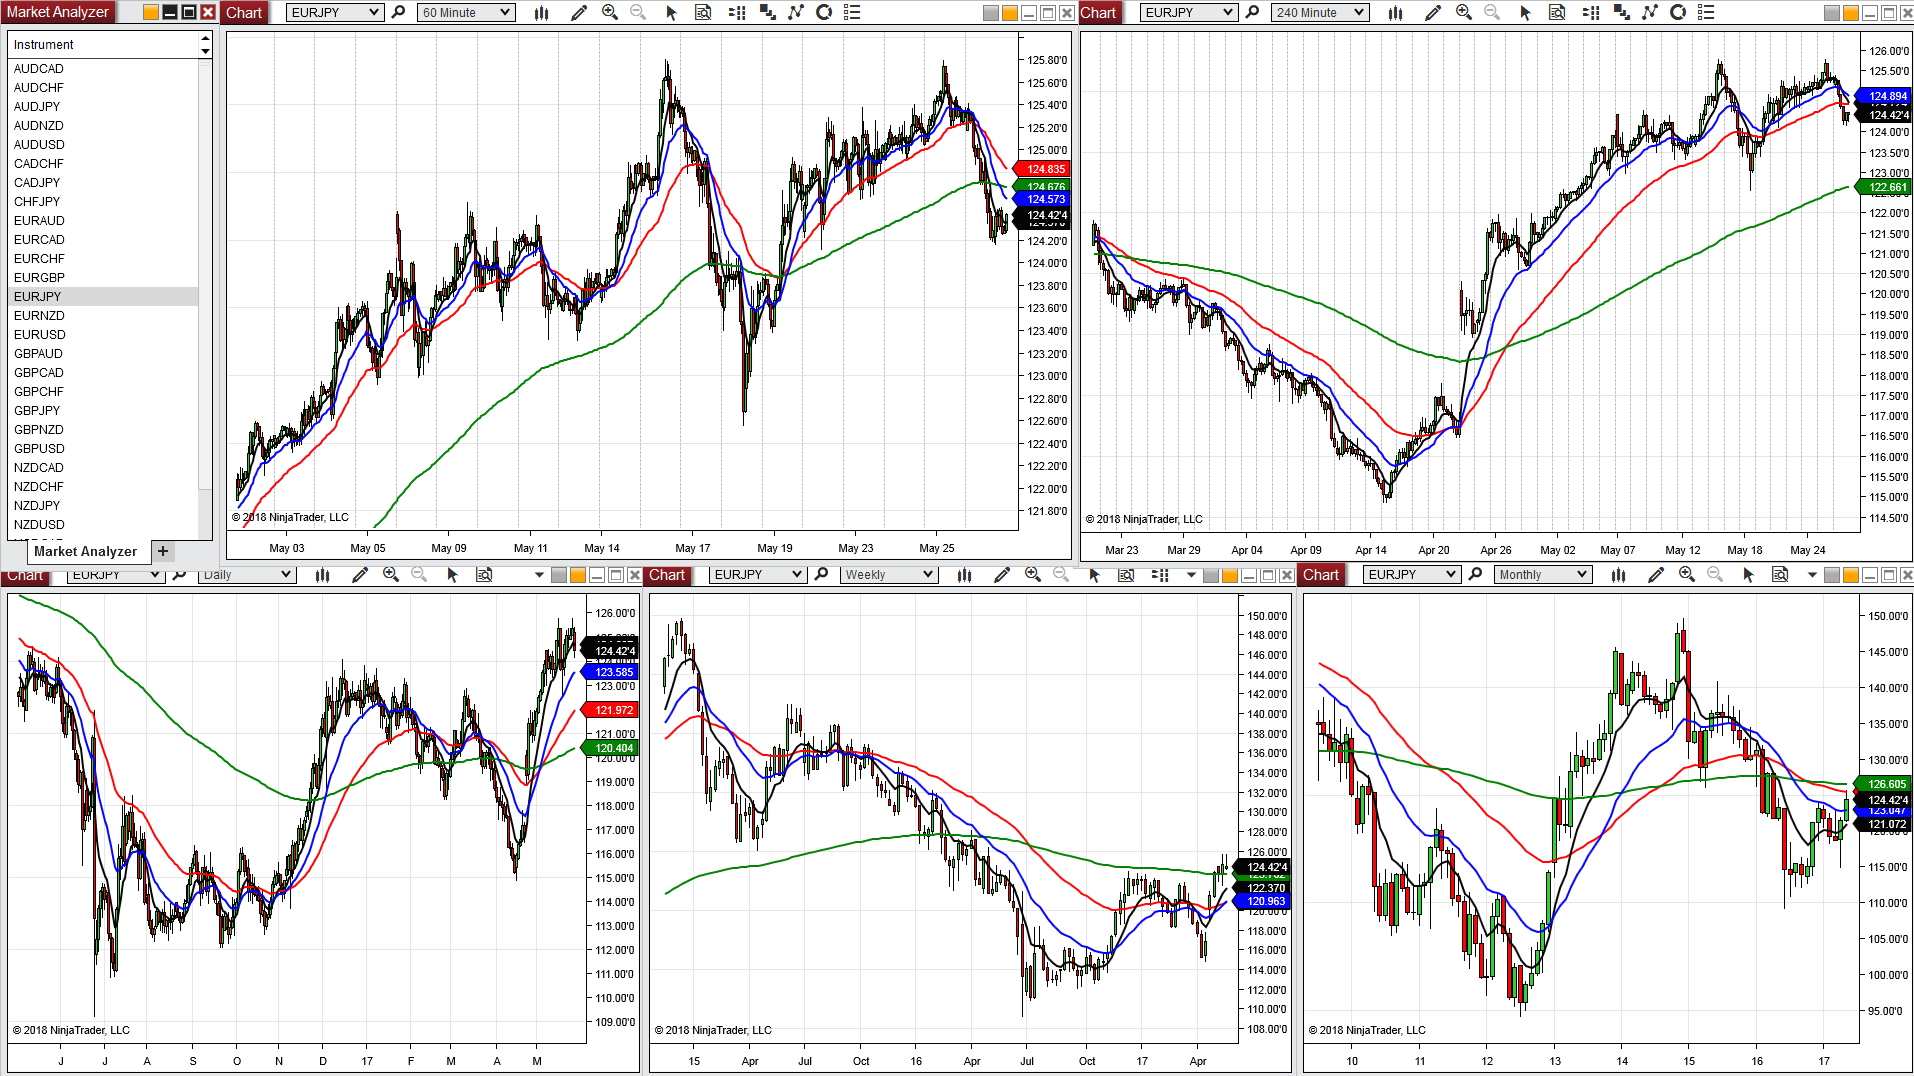 Market Analyzer
Instrument
AUDCAD
AUDCHF
AUDJPY
AUDNZD
AUDUSD
CADCHF
CADJPY
CHFJPY
EURAUD
EURCAD
EURCHF
EURGBP
EURJPY
EURNZD
EURUSD
GBPAUD
GBPCAD
GBPCHF
GBPJPY
GBPNZD
GBPUSD
NZDCAD
NZDCHF
NZDJPY
NZDUSD
Market Analyzer +
Chart EURJPY 60 Minute
125.80'0
125.60'0
125.40'0
125.20'0
125.00'0
124.835
124.676
124.573
124.42'4
124.20'0
124.00'0
123.80'0
123.60'0
123.40'0
123.20'0
123.00'0
122.80'0
122.60'0
122.40'0
122.20'0
122.00'0
121.80'0
© 2018 NinjaTrader, LLC
May 03 May 05 May 09 May 11 May 14 May 17 May 19 May 23 May 25
Chart EURJPY 240 Minute
126.00'0
125.50'0
124.894
124.42'4
124.00'0
123.50'0
123.00'0
122.661
122.00'0
121.50'0
121.00'0
120.50'0
120.00'0
119.50'0
119.00'0
118.50'0
118.00'0
117.50'0
117.00'0
116.50'0
116.00'0
115.50'0
115.00'0
114.50'0
© 2018 NinjaTrader, LLC
Mar 23 Mar 29 Apr 04 Apr 09 Apr 14 Apr 20 Apr 26 May 02 May 07 May 12 May 18 May 24
Chart EURJPY Daily
126.00'0
124.42'4
123.585
123.00'0
121.972
121.00'0
120.404
120.00'0
119.00'0
118.00'0
117.00'0
116.00'0
115.00'0
114.00'0
113.00'0
112.00'0
111.00'0
110.00'0
109.00'0
© 2018 NinjaTrader, LLC
J J A S O N D 17 F M A M
Chart EURJPY Weekly
150.00'0
148.00'0
146.00'0
144.00'0
142.00'0
140.00'0
138.00'0
136.00'0
134.00'0
132.00'0
130.00'0
128.00'0
126.00'0
124.42'4
122.370
120.963
120.00'0
118.00'0
116.00'0
114.00'0
112.00'0
110.00'0
108.00'0
© 2018 NinjaTrader, LLC
15 Apr Jul Oct 16 Apr Jul Oct 17 Apr
Chart EURJPY Monthly
150.00'0
145.00'0
140.00'0
135.00'0
130.00'0
126.605
124.42'4
121.072
115.00'0
110.00'0
105.00'0
100.00'0
95.00'0
© 2018 NinjaTrader, LLC
10 11 12 13 14 15 16 17